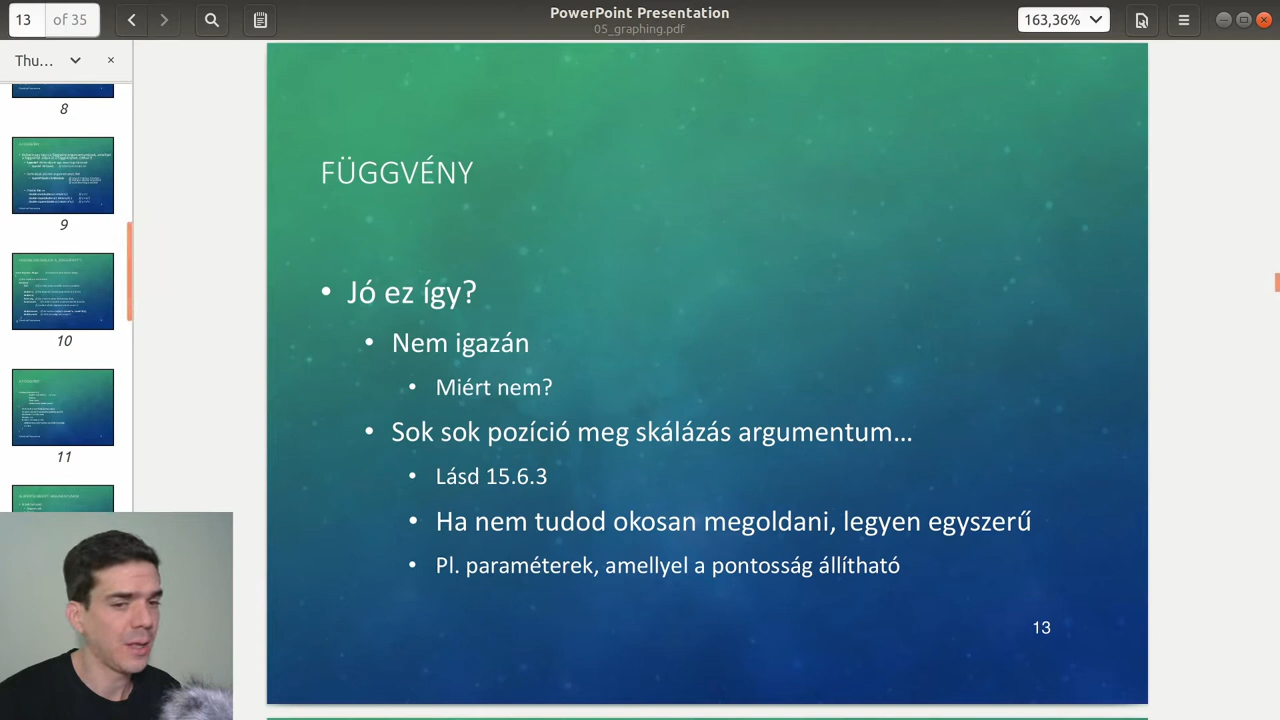 13 of 35
PowerPoint Presentation
05_graphing.pdf
163,36%
Thu...
8
9
10
11
FÜGGVÉNY
• Jó ez így?
• Nem igazán
• Miért nem?
• Sok sok pozíció meg skálázás argumentum...
• Lásd 15.6.3
• Ha nem tudod okosan megoldani, legyen egyszerű
• Pl. paraméterek, amellyel a pontosság állítható
13